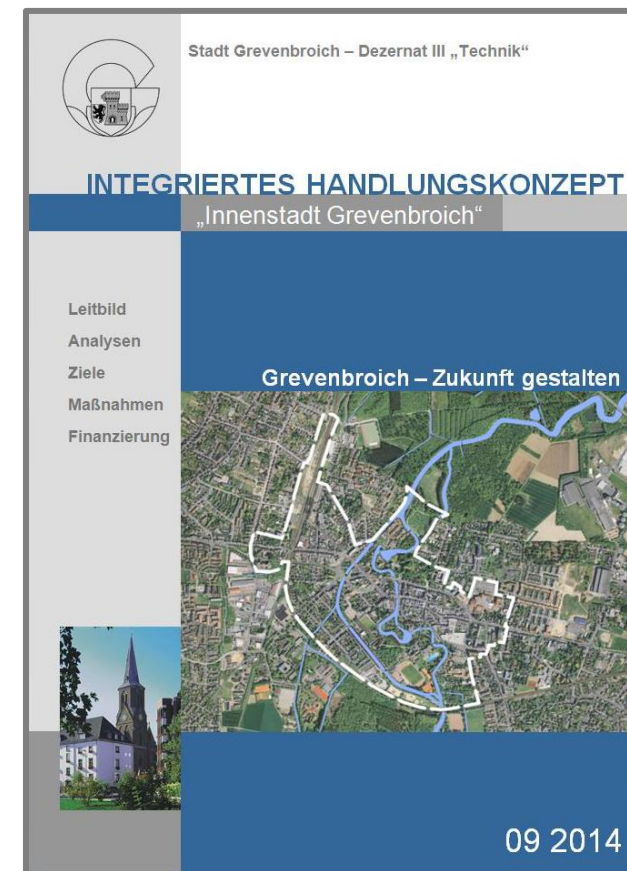 Stadt Grevenbroich – Dezernat III „Technik“
INTEGRIERTES HANDLUNGSKONZEPT
„Innenstadt Grevenbroich“
Leitbild
Analysen
Ziele
Maßnahmen
Finanzierung
Grevenbroich – Zukunft gestalten
09 2014